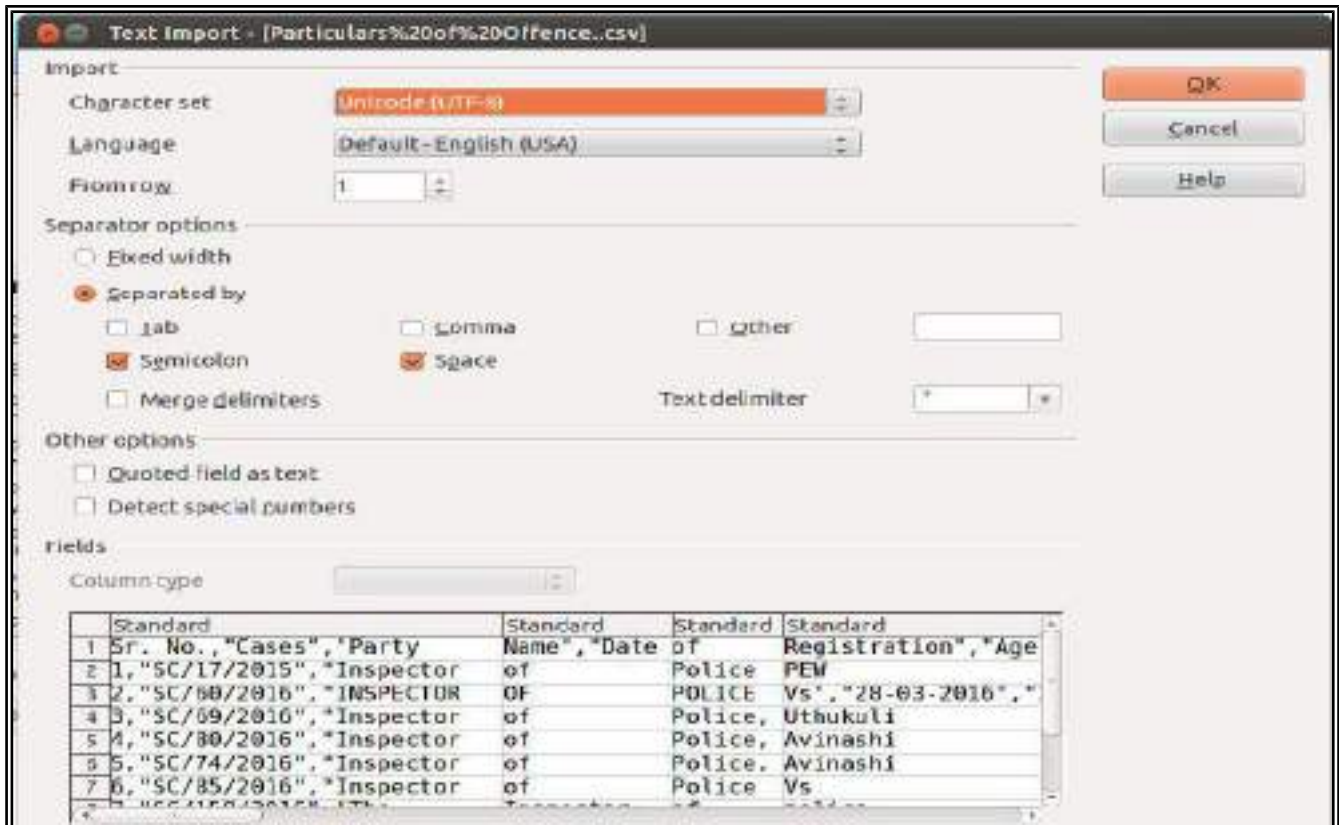 Text Import - [Particulars%20of%20Offence..csv]
Import
Character set Unicode (UTF-8)
Language Default - English (USA)
From row 1
Separator options
Fixed width
Separated by
Tab Comma Other
Semicolon Space
Merge delimiters Text delimiter "
Other options
Quoted field as text
Detect special numbers
Fields
Column type
OK
Cancel
Help
Standard Standard Standard Standard
1 Sr. No.,"Cases","Party Name","Date of Registration","Age
2 1,"SC/17/2015","Inspector of Police PEW
3 2,"SC/60/2016","INSPECTOR OF POLICE Vs","28-03-2016","
4 3,"SC/69/2016","Inspector of Police, Uthukuli
5 4,"SC/80/2016","Inspector of Police, Avinashi
6 5,"SC/74/2016","Inspector of Police, Avinashi
7 6,"SC/85/2016","Inspector of Police Vs